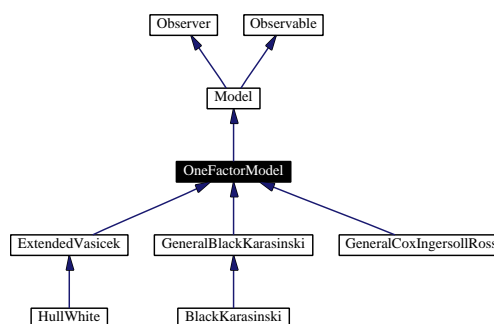 Observer Observable
Model
OneFactorModel
ExtendedVasicek GeneralBlackKarasinski GeneralCoxIngersollRoss
HullWhite BlackKarasinski